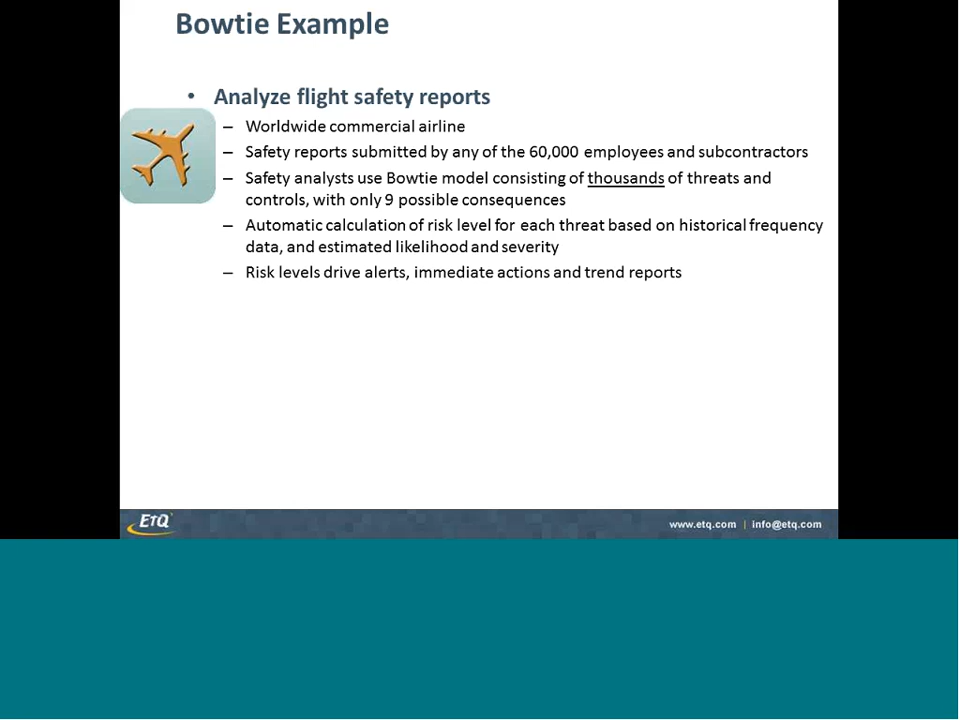 Bowtie Example
• Analyze flight safety reports
– Worldwide commercial airline
– Safety reports submitted by any of the 60,000 employees and subcontractors
– Safety analysts use Bowtie model consisting of thousands of threats and
controls, with only 9 possible consequences
– Automatic calculation of risk level for each threat based on historical frequency
data, and estimated likelihood and severity
– Risk levels drive alerts, immediate actions and trend reports
ETQ
www.etq.com | info@etq.com